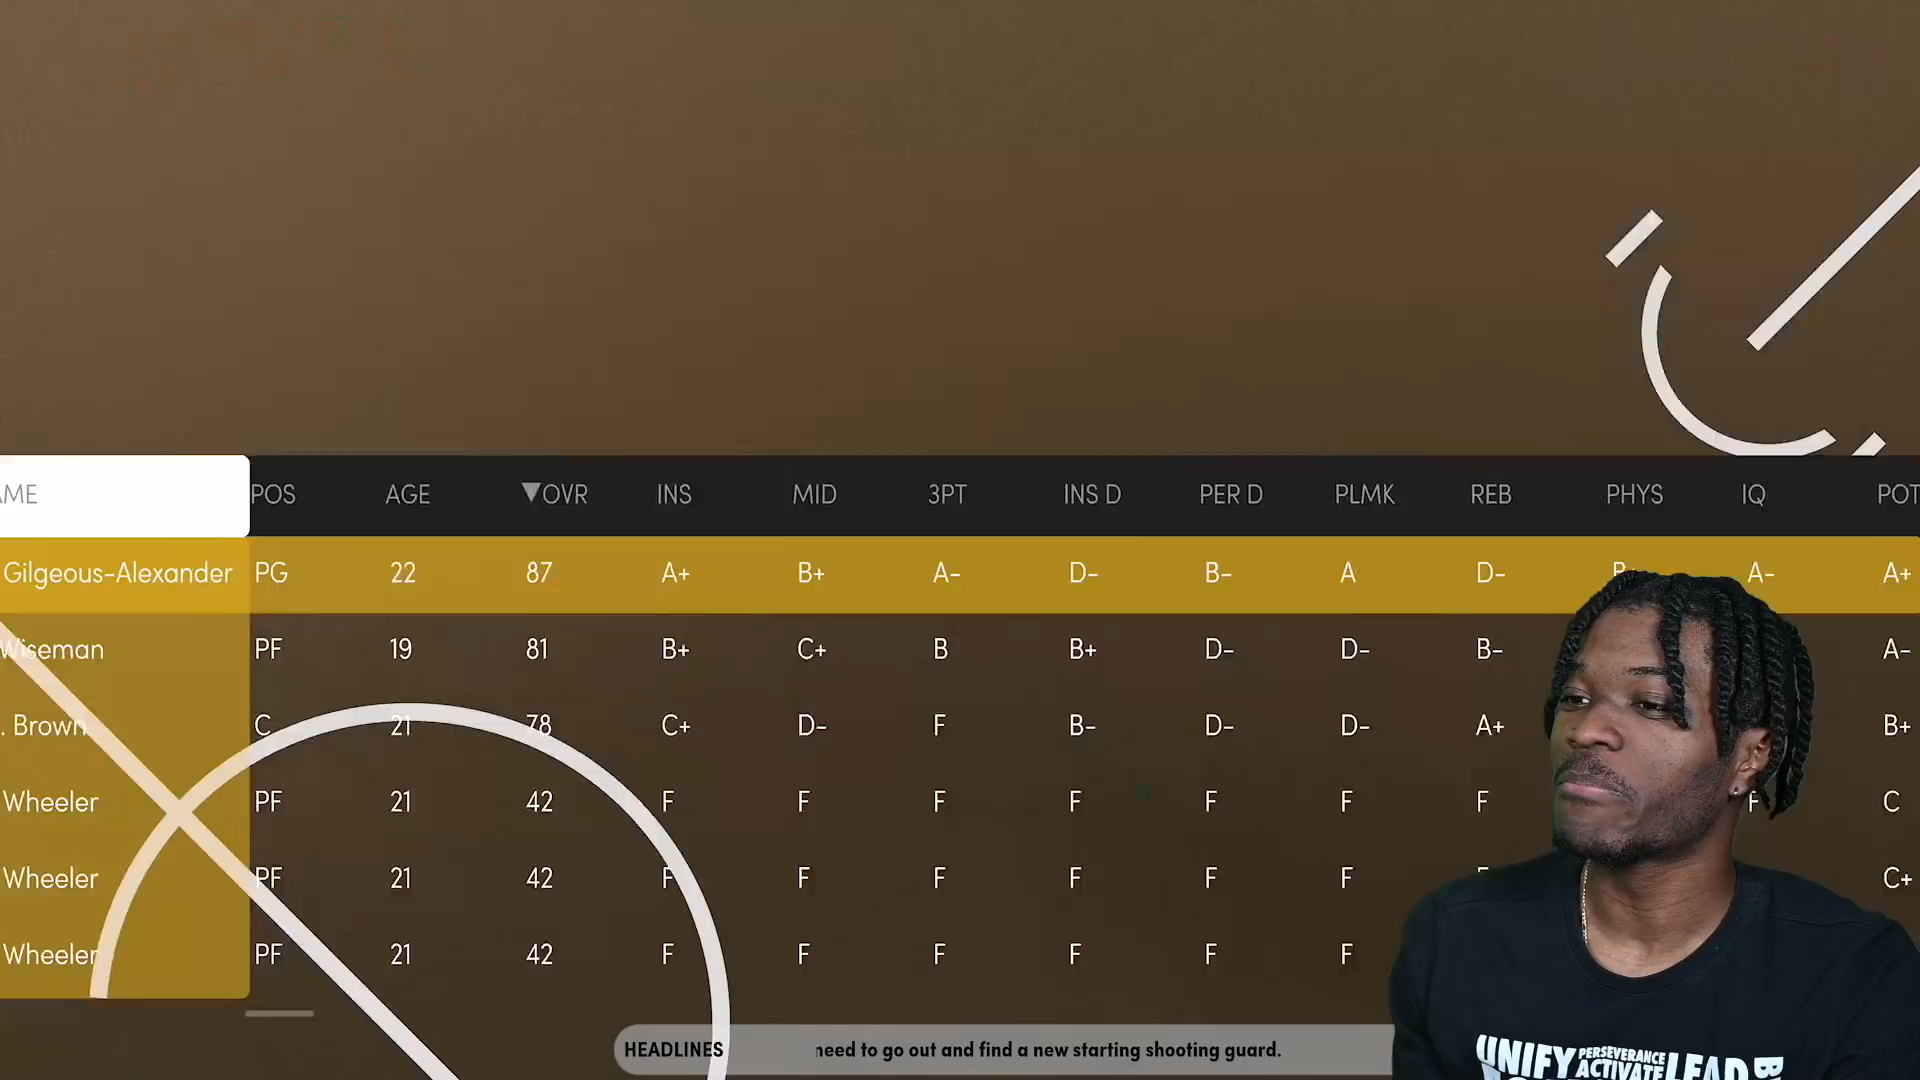 AME POS AGE ▼OVR INS MID 3PT INS D PER D PLMK REB PHYS IQ POT
Gilgeous-Alexander PG 22 87 A+ B+ A- D- B- A D- A- A+
Wiseman PF 19 81 B+ C+ B B+ D- D- B- A-
. Brown C 21 78 C+ D- F B- D- D- A+ B+
Wheeler PF 21 42 F F F F F F F F C
Wheeler PF 21 42 F F F F F F C+
Wheeler PF 21 42 F F F F F F
HEADLINES need to go out and find a new starting shooting guard.
UNIFY PERSEVERANCE LEAD
ACTIVATE